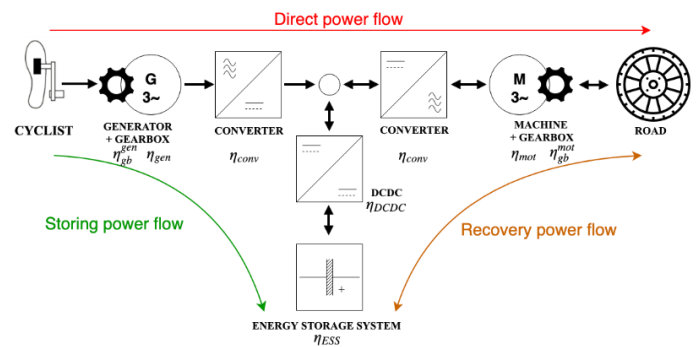 Direct power flow
G
3~
M
3~
CYCLIST
GENERATOR
+ GEARBOX
η_gb^gen η_gen
CONVERTER
η_conv
CONVERTER
η_conv
MACHINE
+ GEARBOX
η_mot η_gb^mot
ROAD
DCDC
η_DCDC
Storing power flow
Recovery power flow
+
ENERGY STORAGE SYSTEM
η_ESS